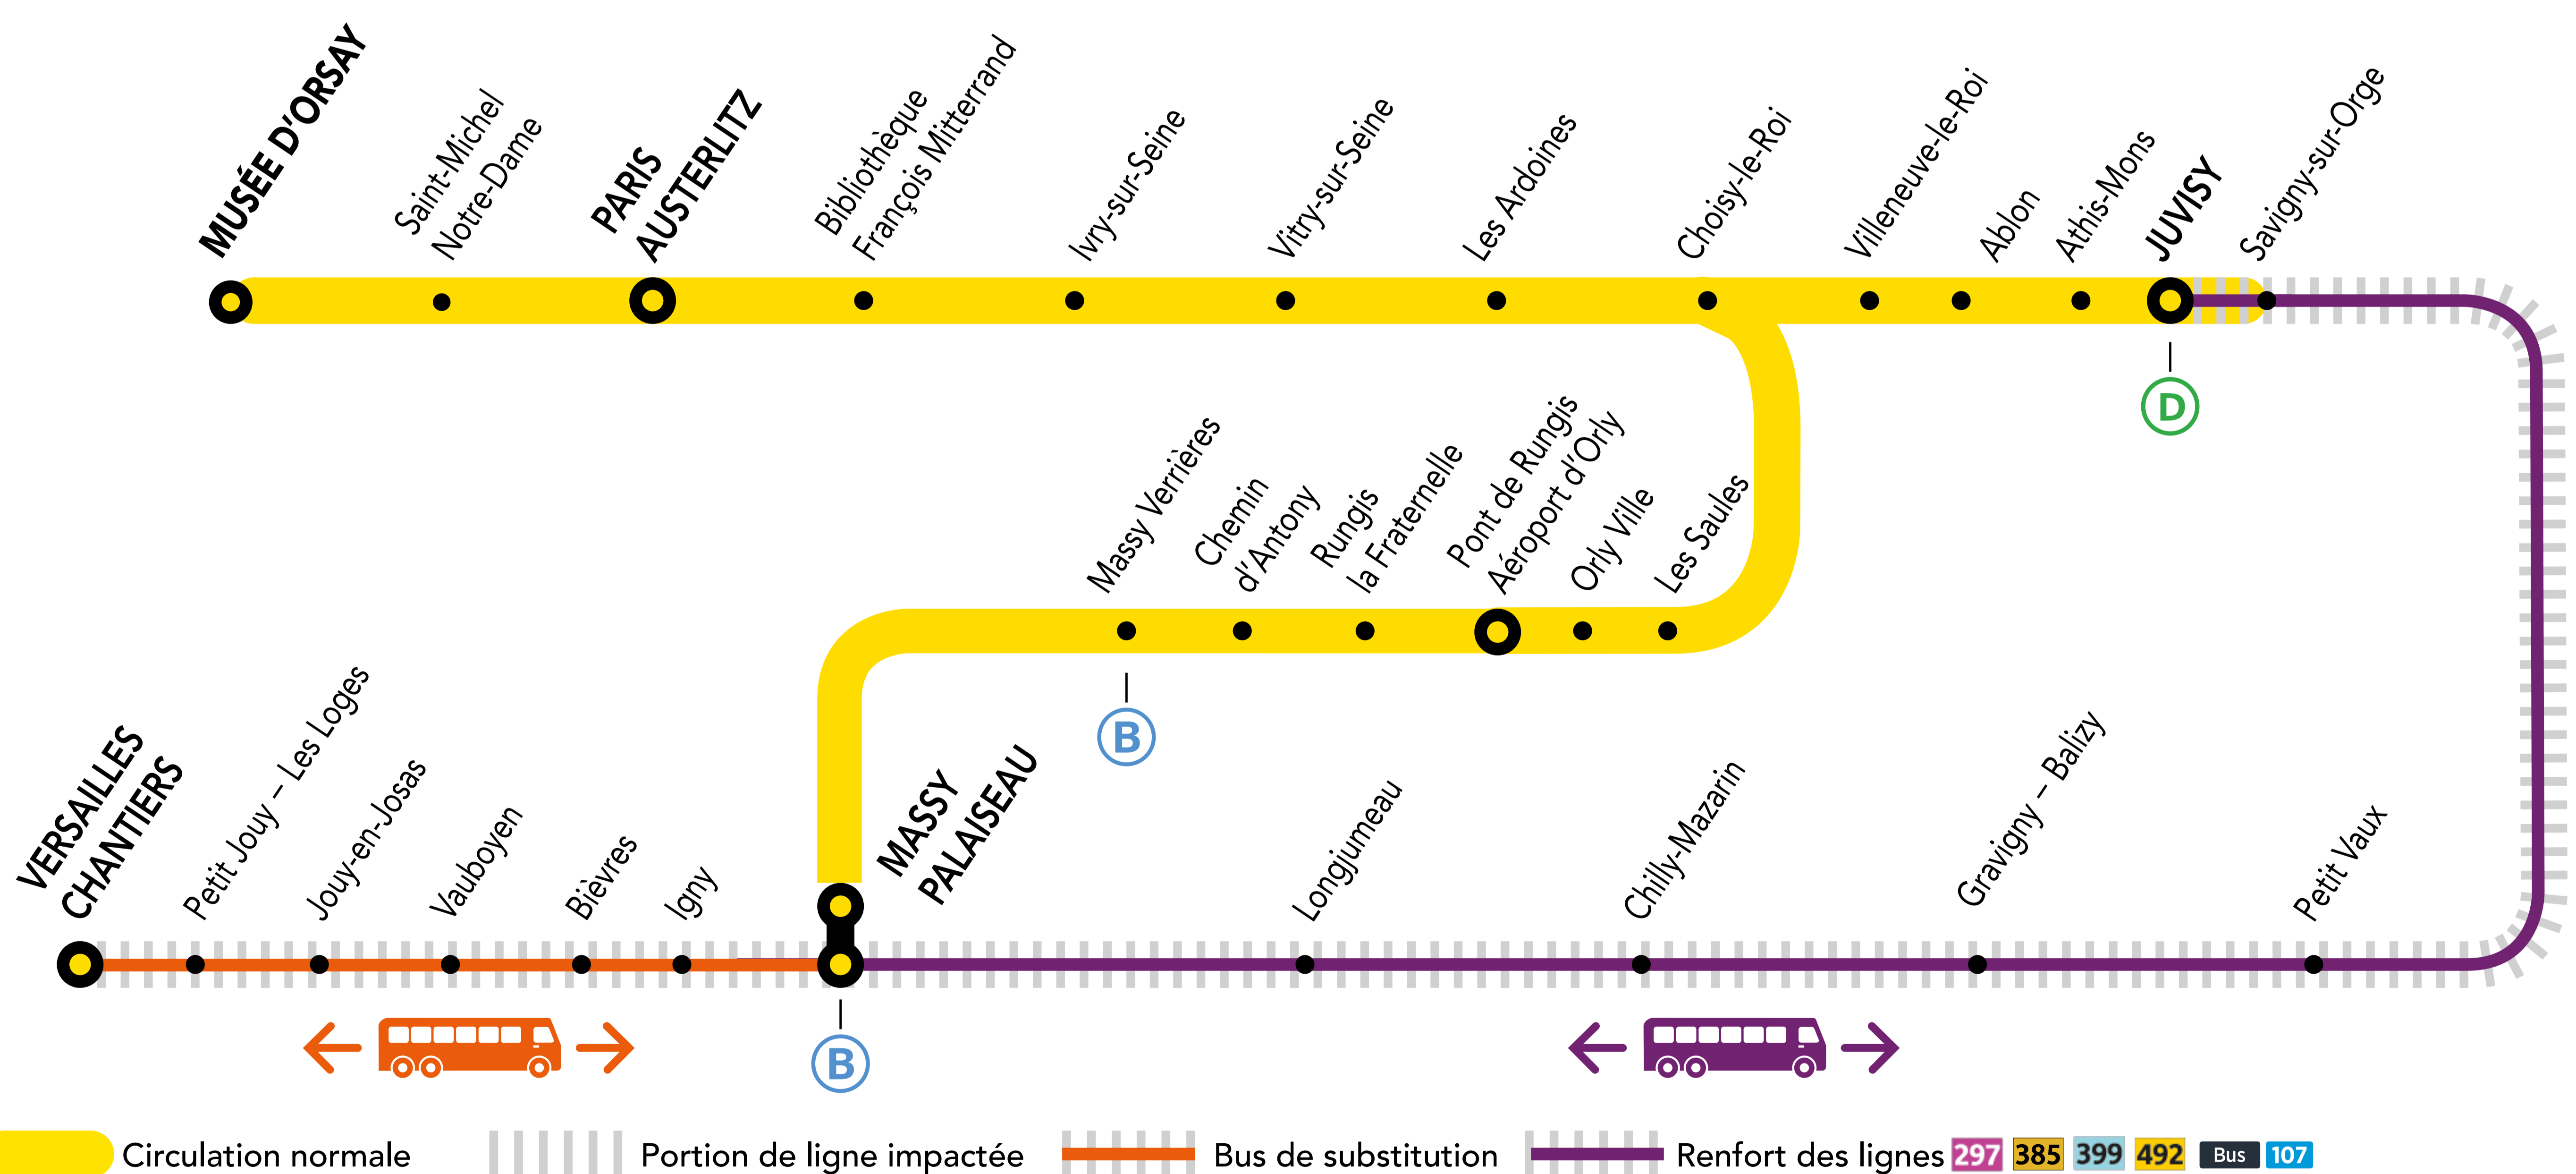 MUSÉE D'ORSAY
Saint-Michel
Notre-Dame
PARIS
AUSTERLITZ
Bibliothèque
François Mitterrand
Ivry-sur-Seine
Vitry-sur-Seine
Les Ardoines
Choisy-le-Roi
Villeneuve-le-Roi
Ablon
Athis-Mons
JUVISY
Savigny-sur-Orge
D
Massy Verrières
Chemin
d'Antony
Rungis
la Fraternelle
Pont de Rungis
Aéroport d'Orly
Orly Ville
Les Saules
B
VERSAILLES
CHANTIERS
Petit Jouy – Les Loges
Jouy-en-Josas
Vauboyen
Bièvres
Igny
MASSY
PALAISEAU
Longjumeau
Chilly-Mazarin
Gravigny – Balizy
Petit Vaux
B
Circulation normale
Portion de ligne impactée
Bus de substitution
Renfort des lignes 297 385 399 492 Bus 107